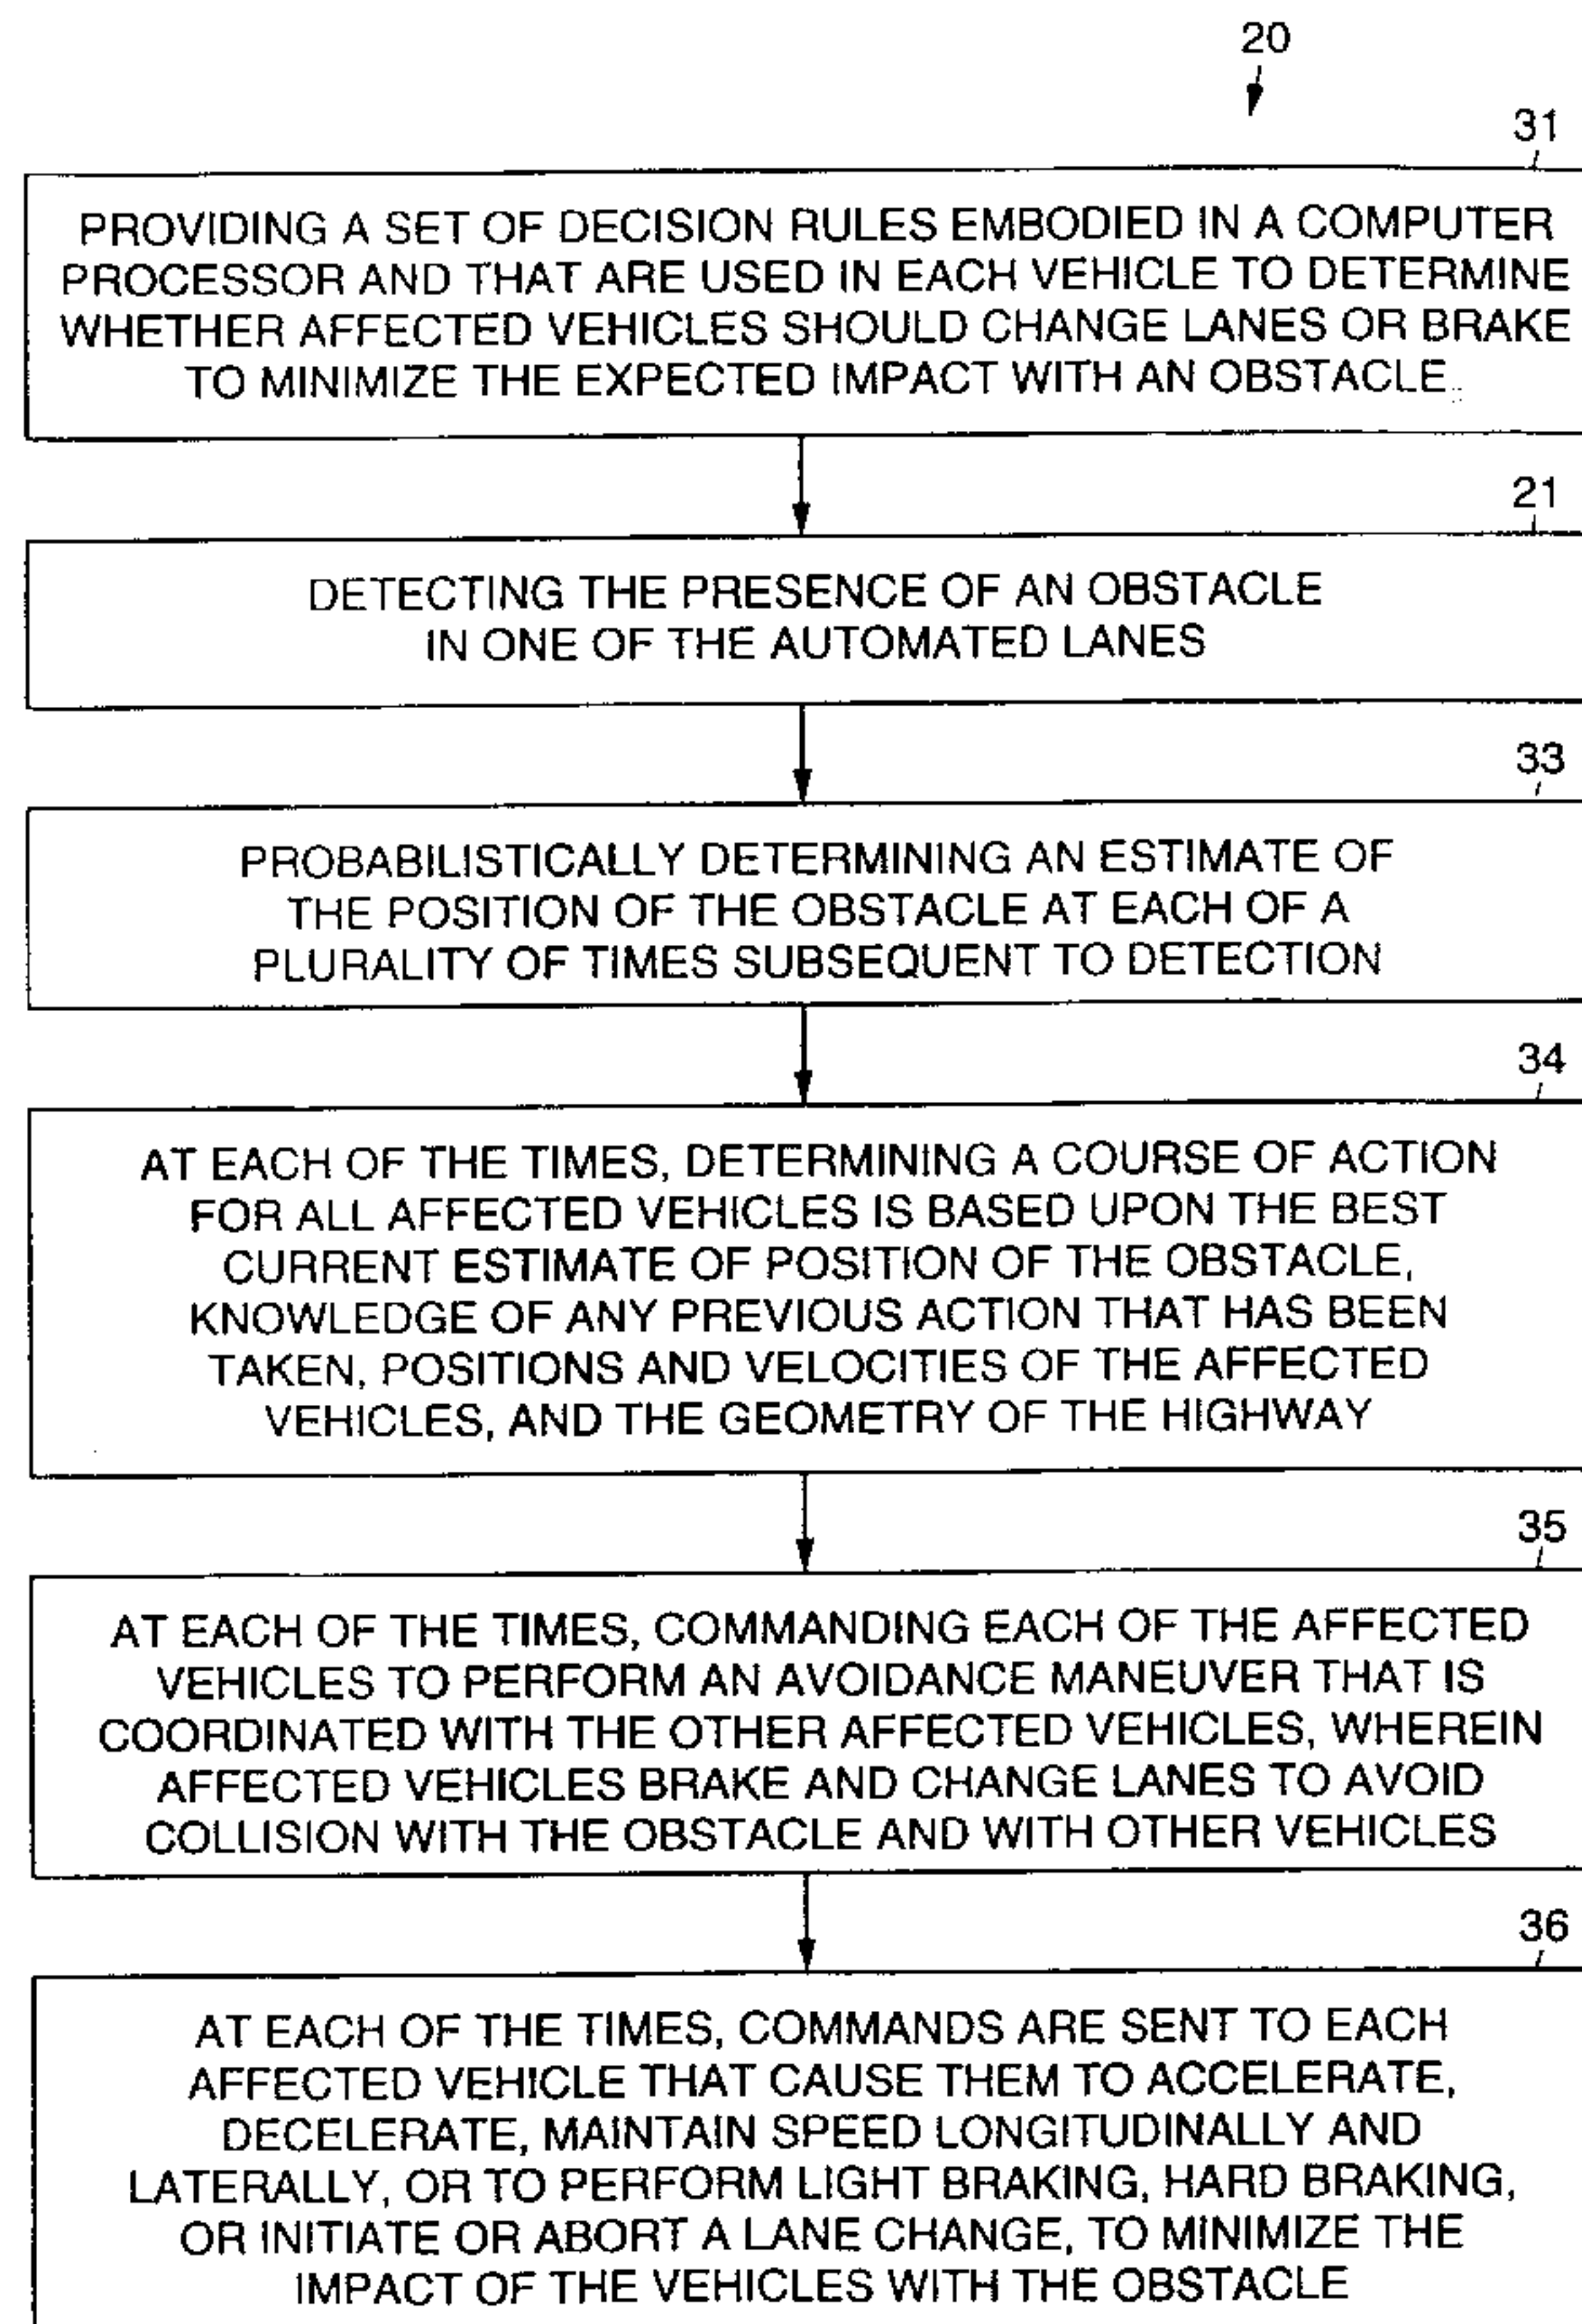 20
31
PROVIDING A SET OF DECISION RULES EMBODIED IN A COMPUTER
PROCESSOR AND THAT ARE USED IN EACH VEHICLE TO DETERMINE
WHETHER AFFECTED VEHICLES SHOULD CHANGE LANES OR BRAKE
TO MINIMIZE THE EXPECTED IMPACT WITH AN OBSTACLE
21
DETECTING THE PRESENCE OF AN OBSTACLE
IN ONE OF THE AUTOMATED LANES
33
PROBABILISTICALLY DETERMINING AN ESTIMATE OF
THE POSITION OF THE OBSTACLE AT EACH OF A
PLURALITY OF TIMES SUBSEQUENT TO DETECTION
34
AT EACH OF THE TIMES, DETERMINING A COURSE OF ACTION
FOR ALL AFFECTED VEHICLES IS BASED UPON THE BEST
CURRENT ESTIMATE OF POSITION OF THE OBSTACLE,
KNOWLEDGE OF ANY PREVIOUS ACTION THAT HAS BEEN
TAKEN, POSITIONS AND VELOCITIES OF THE AFFECTED
VEHICLES, AND THE GEOMETRY OF THE HIGHWAY
35
AT EACH OF THE TIMES, COMMANDING EACH OF THE AFFECTED
VEHICLES TO PERFORM AN AVOIDANCE MANEUVER THAT IS
COORDINATED WITH THE OTHER AFFECTED VEHICLES, WHEREIN
AFFECTED VEHICLES BRAKE AND CHANGE LANES TO AVOID
COLLISION WITH THE OBSTACLE AND WITH OTHER VEHICLES
36
AT EACH OF THE TIMES, COMMANDS ARE SENT TO EACH
AFFECTED VEHICLE THAT CAUSE THEM TO ACCELERATE,
DECELERATE, MAINTAIN SPEED LONGITUDINALLY AND
LATERALLY, OR TO PERFORM LIGHT BRAKING, HARD BRAKING,
OR INITIATE OR ABORT A LANE CHANGE, TO MINIMIZE THE
IMPACT OF THE VEHICLES WITH THE OBSTACLE